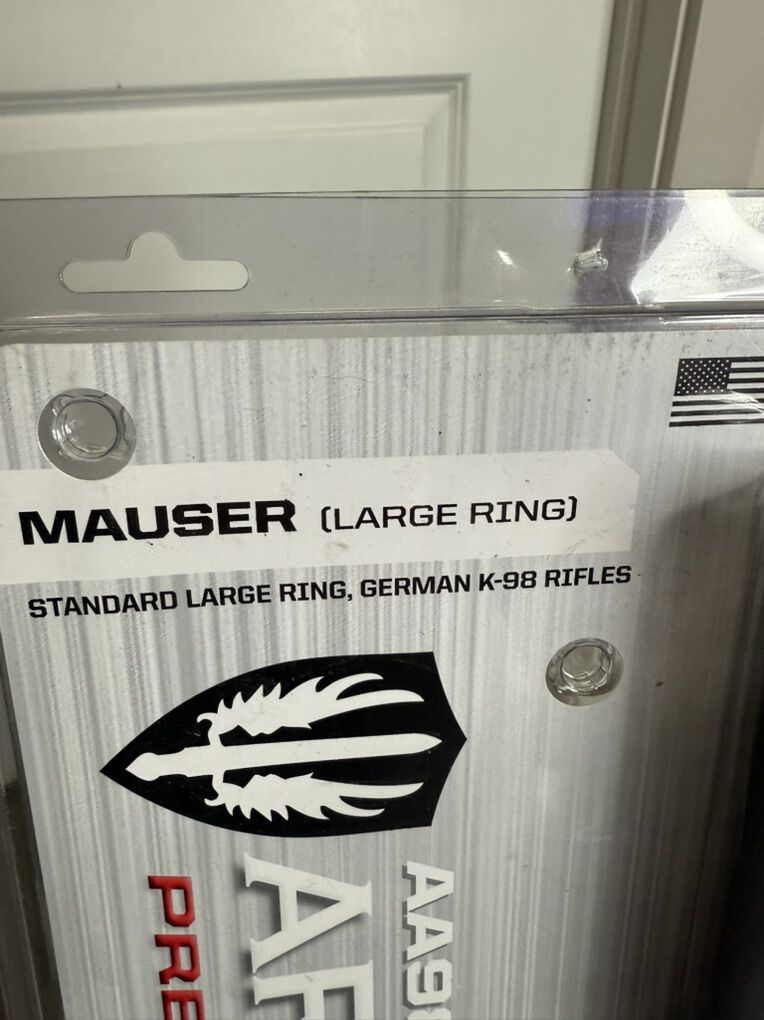 MAUSER (LARGE RING)
STANDARD LARGE RING, GERMAN K-98 RIFLES